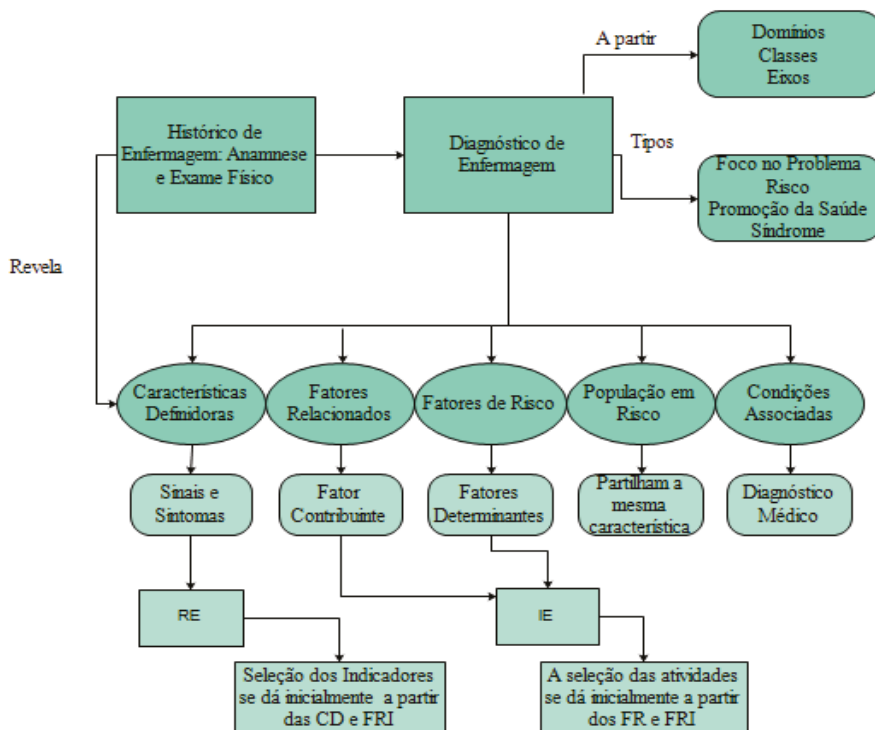 A partir
Domínios
Classes
Eixos
Histórico de
Enfermagem: Anamnese
e Exame Físico
Diagnóstico de
Enfermagem
Tipos
Foco no Problema
Risco
Promoção da Saúde
Síndrome
Revela
Características
Definidoras
Fatores
Relacionados
Fatores de Risco
População em
Risco
Condições
Associadas
Sinais e
Sintomas
Fator
Contribuinte
Fatores
Determinantes
Partilham a
mesma
característica
Diagnóstico
Médico
RE
IE
Seleção dos Indicadores
se dá inicialmente a partir
das CD e FRI
A seleção das atividades
se dá inicialmente a partir
dos FR e FRI